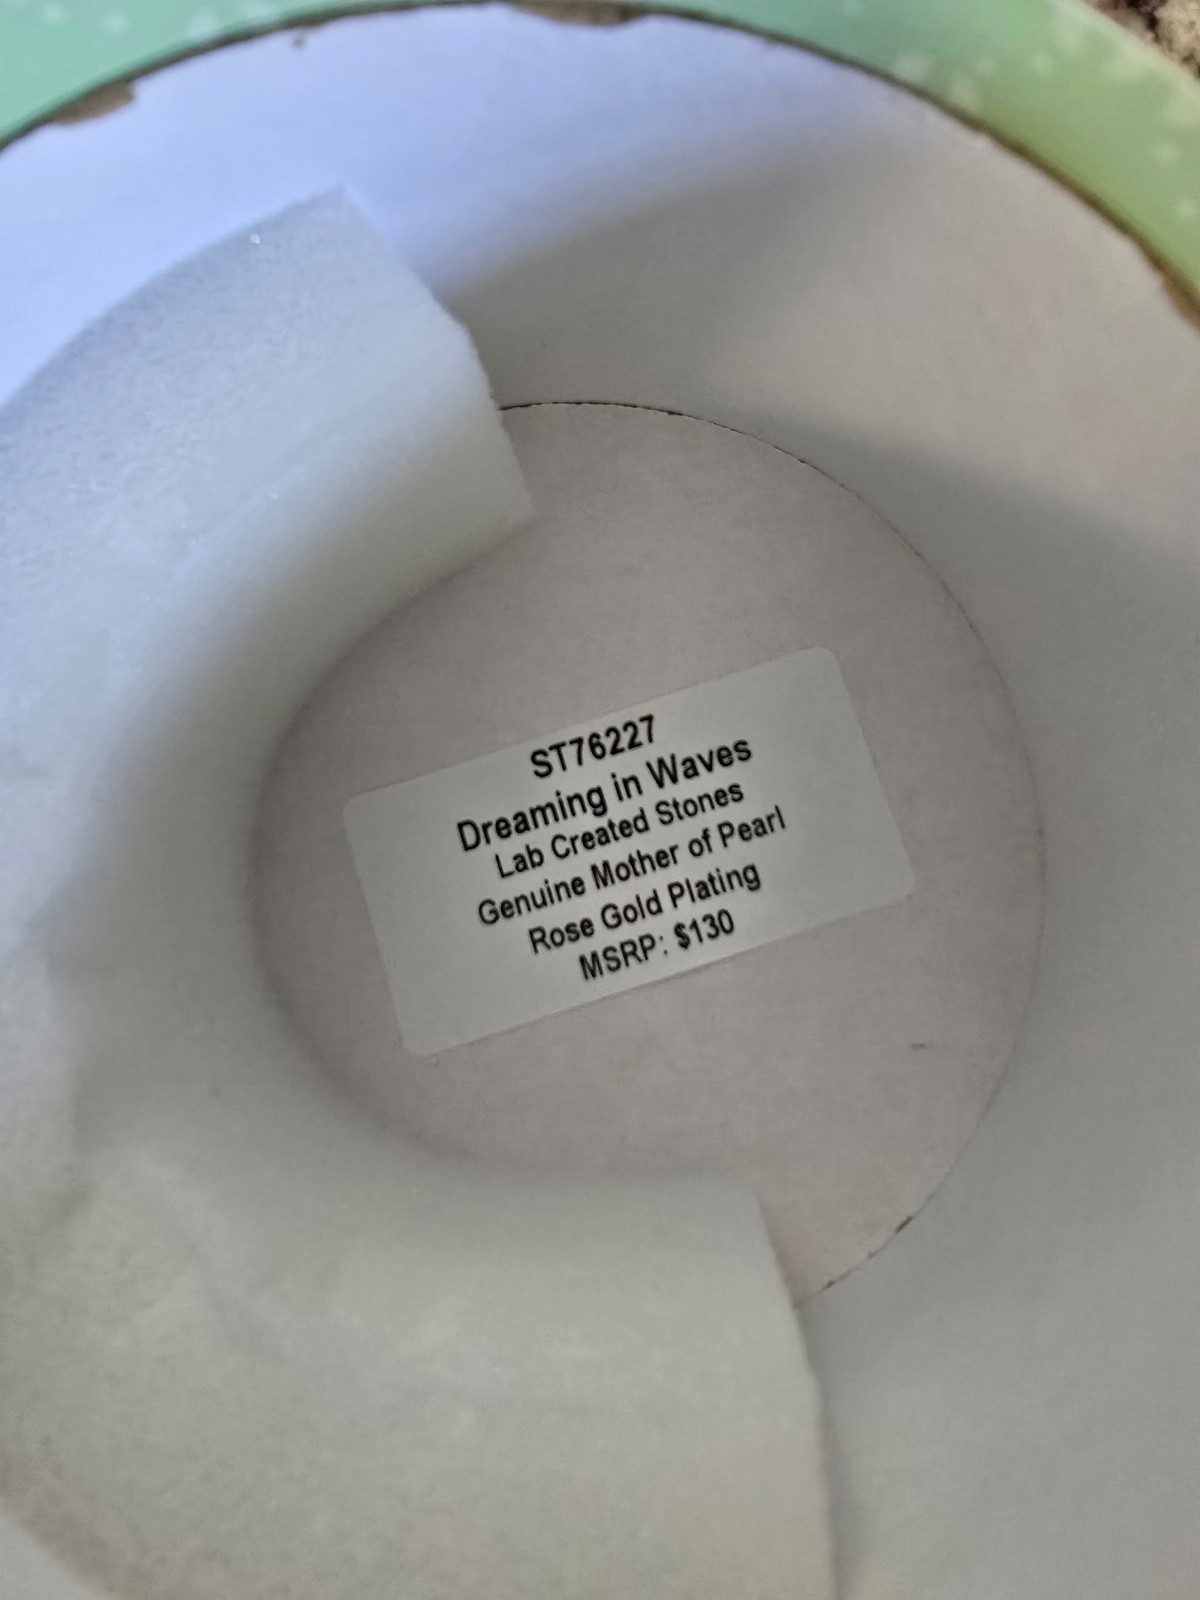 ST76227
Dreaming in Waves
Lab Created Stones
Genuine Mother of Pearl
Rose Gold Plating
MSRP: $130